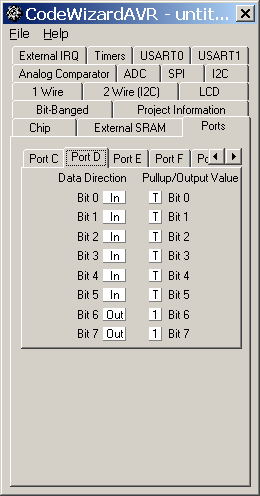 CodeWizardAVR - untit...
File Help
External IRQ Timers USART0 USART1
Analog Comparator ADC SPI I2C
1 Wire 2 Wire (I2C) LCD
Bit-Banged Project Information
Chip External SRAM Ports
Port C Port D Port E Port F
Data Direction Pullup/Output Value
Bit 0 In T Bit 0
Bit 1 In T Bit 1
Bit 2 In T Bit 2
Bit 3 In T Bit 3
Bit 4 In T Bit 4
Bit 5 In T Bit 5
Bit 6 Out 1 Bit 6
Bit 7 Out 1 Bit 7